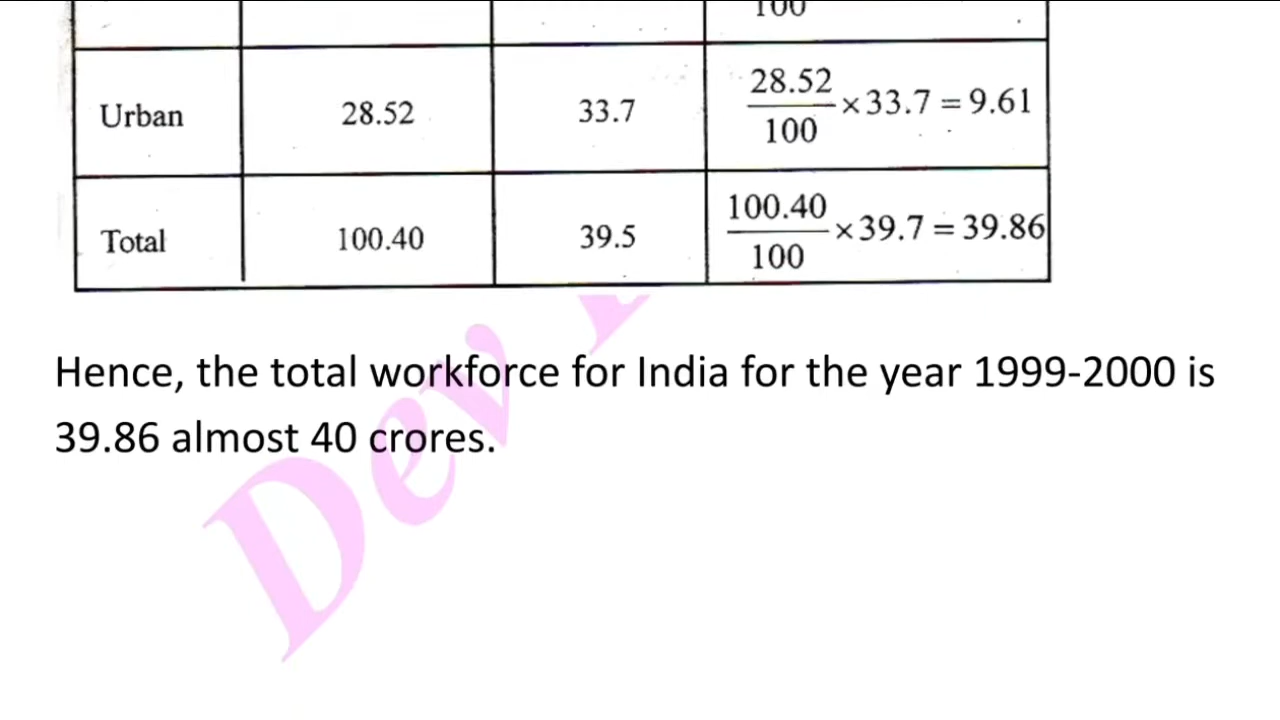 100
Urban 28.52 33.7 28.52/100 × 33.7 = 9.61
Total 100.40 39.5 100.40/100 × 39.7 = 39.86
Hence, the total workforce for India for the year 1999-2000 is
39.86 almost 40 crores.
Dev